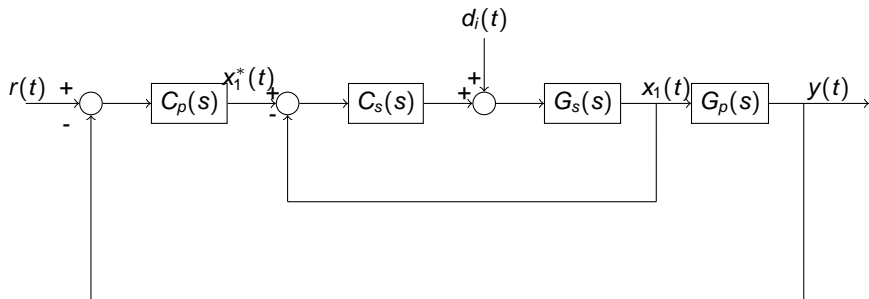 d_i(t)
r(t) + C_p(s) x_1^*(t) + C_s(s) + + G_s(s) x_1(t) G_p(s) y(t)
- -